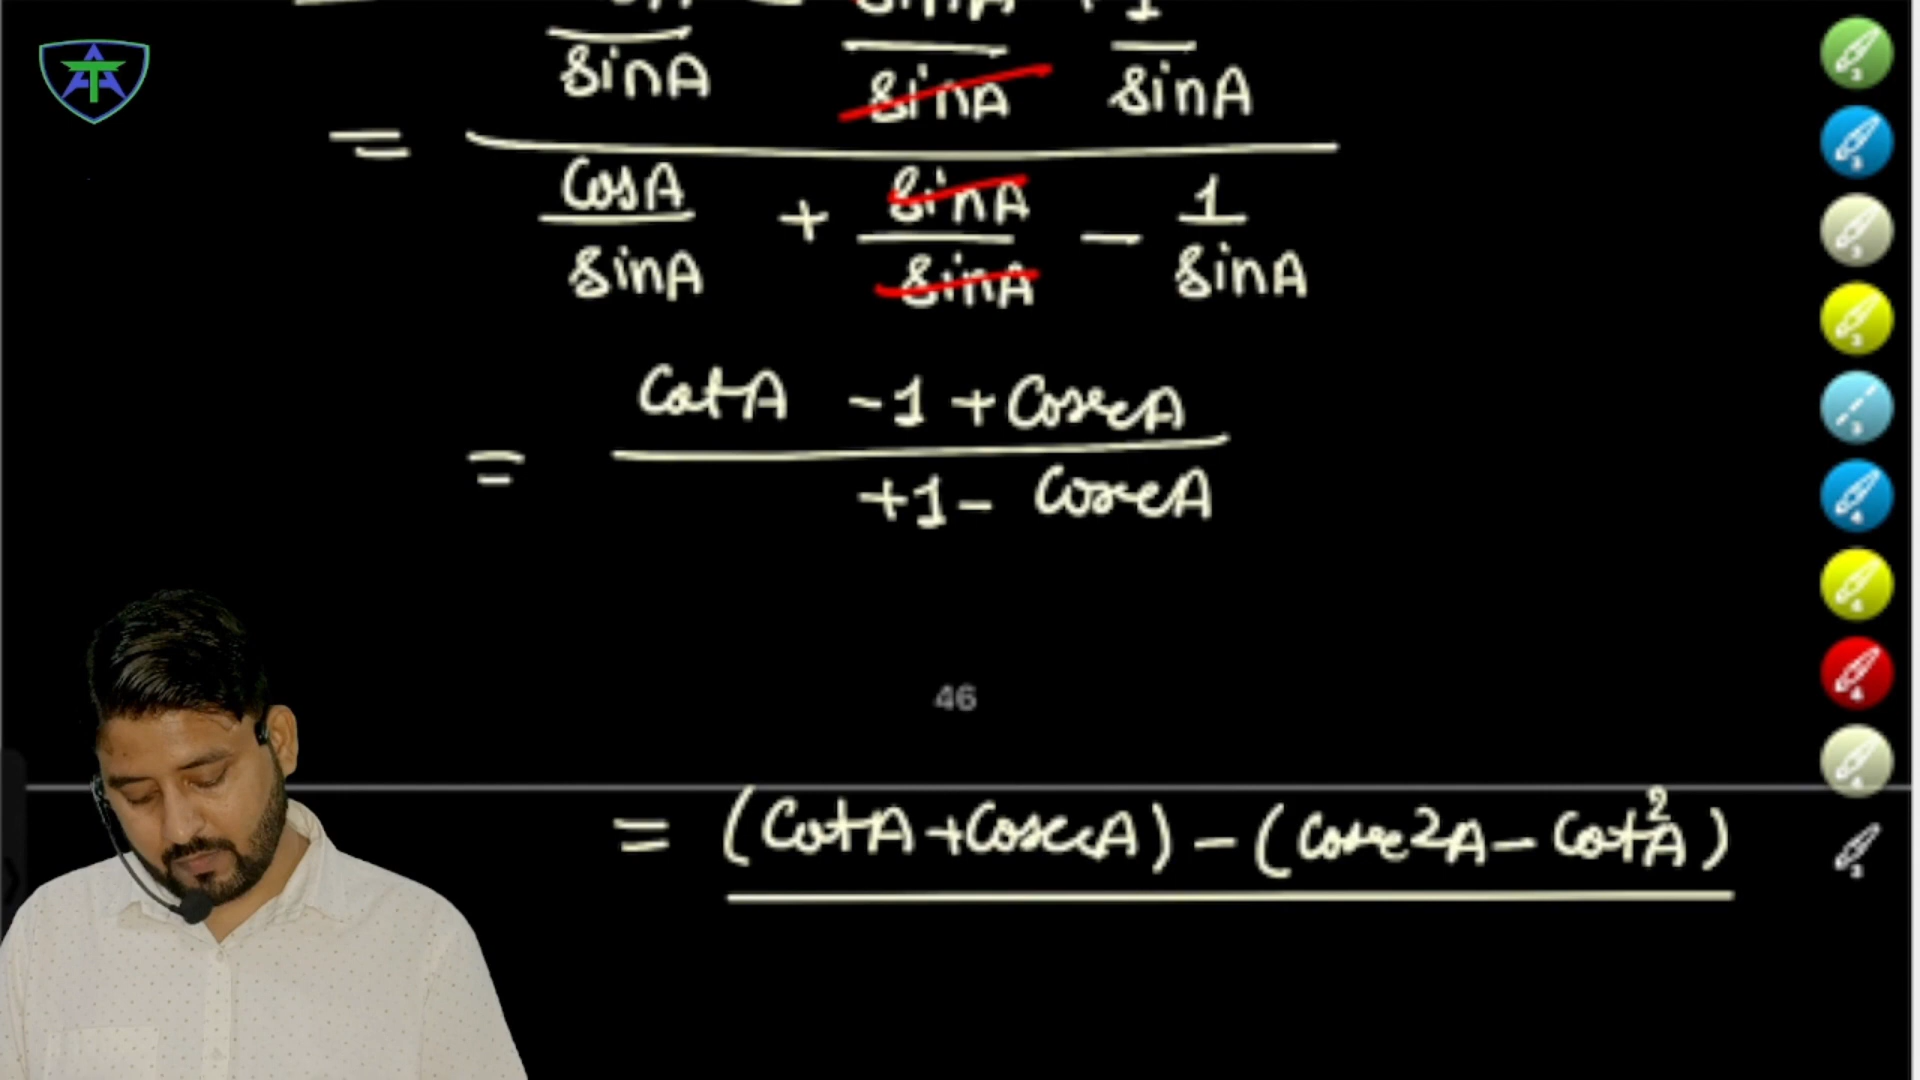 sinA sinA sinA
=
CosA/sinA + sinA/sinA - 1/sinA
= CotA -1 + CosecA
+1 - CosecA
46
= (CotA + CosecA) - (Cosec2A - Cot²A)